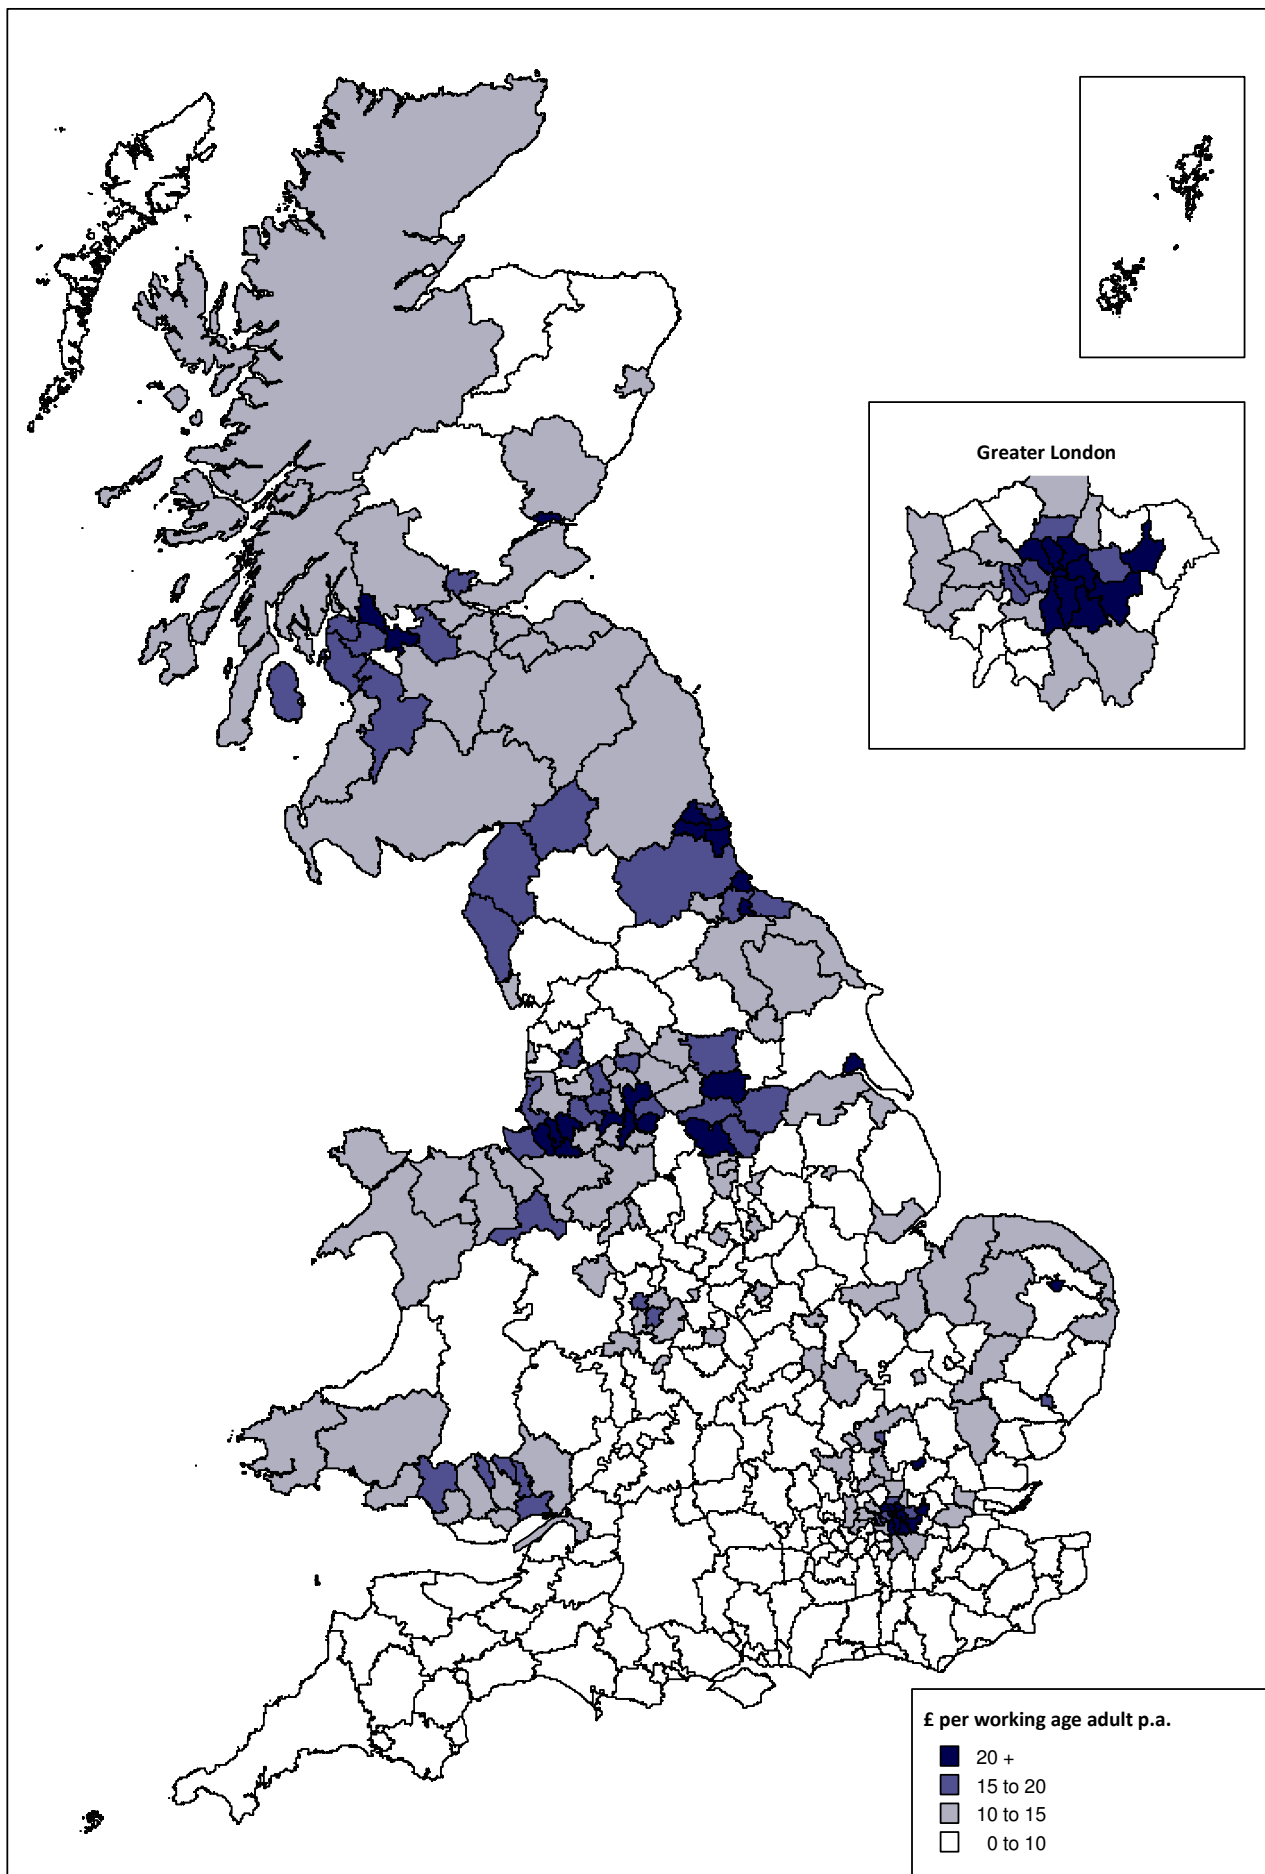 Greater London
£ per working age adult p.a.
20 +
15 to 20
10 to 15
0 to 10